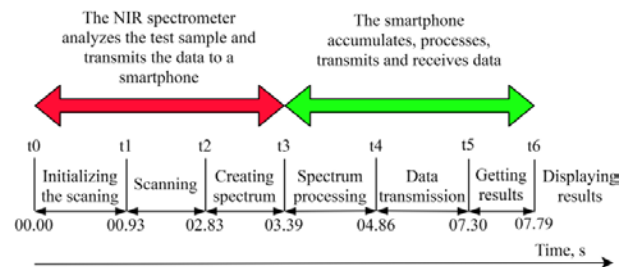 The NIR spectrometer
analyzes the test sample and
transmits the data to a
smartphone
The smartphone
accumulates, processes,
transmits and receives data
t0 t1 t2 t3 t4 t5 t6
Initializing
the scaning
Scanning
Creating
spectrum
Spectrum
processing
Data
transmission
Getting
results
Displaying
results
00.00 00.93 02.83 03.39 04.86 07.30 07.79
Time, s